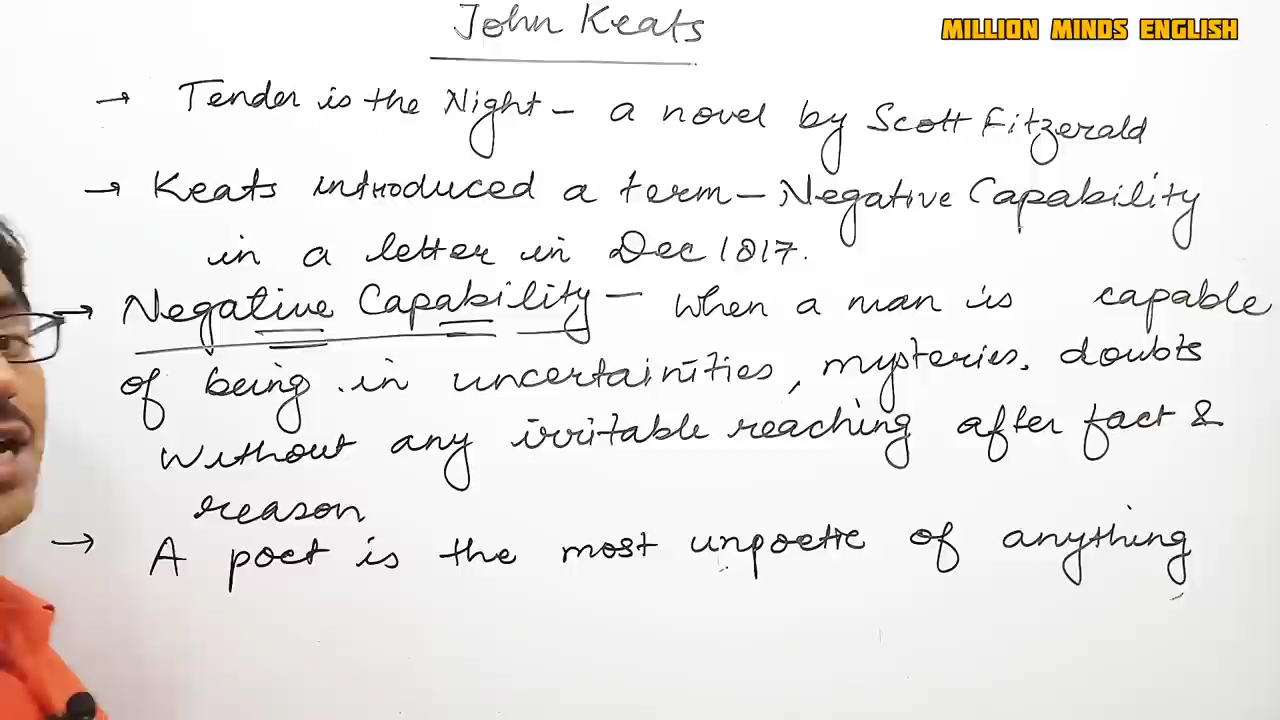 John Keats
MILLION MINDS ENGLISH
→ Tender is the Night - a novel by Scott Fitzerald
→ Keats introduced a term - Negative Capability
in a letter in Dec 1817.
→ Negative Capability - When a man is capable
of being in uncertainities, mysteries. doubts
without any irritable reaching after fact &
reason
→ A poet is the most unpoetic of anything